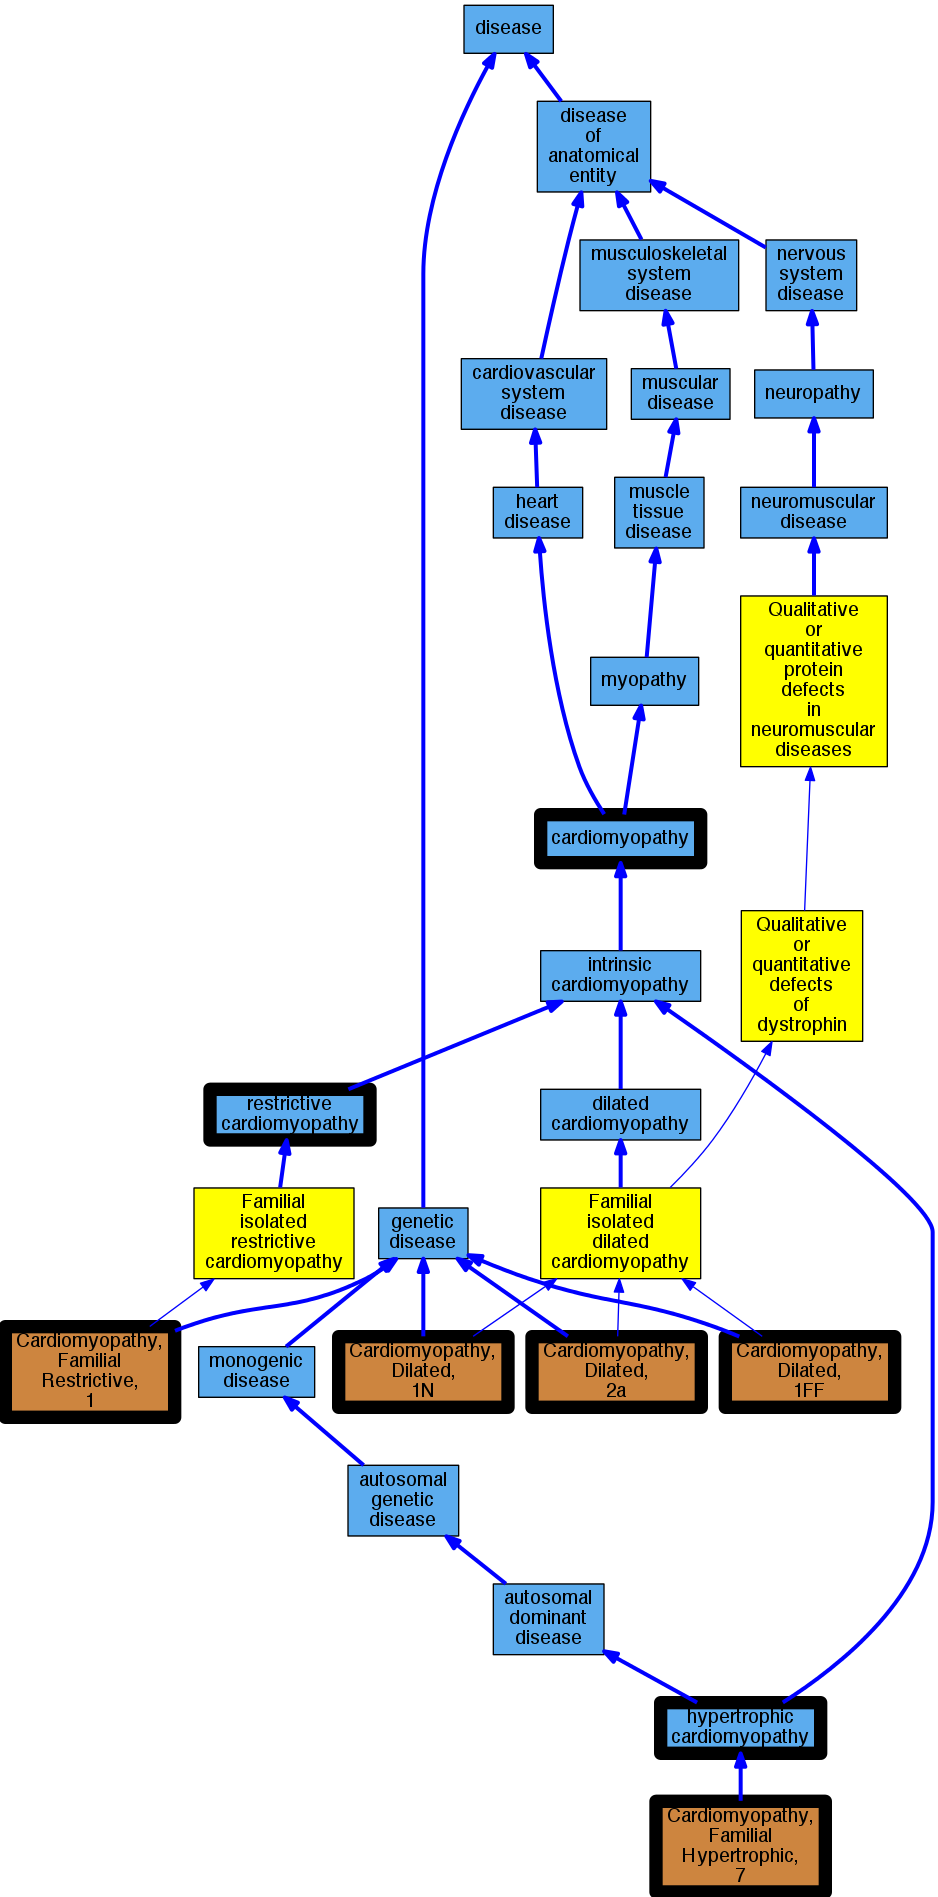 disease
disease
of
anatomical
entity
musculoskeletal
system
disease
nervous
system
disease
cardiovascular
system
disease
muscular
disease
neuropathy
heart
disease
muscle
tissue
disease
neuromuscular
disease
Qualitative
or
quantitative
protein
defects
in
neuromuscular
diseases
myopathy
cardiomyopathy
intrinsic
cardiomyopathy
Qualitative
or
quantitative
defects
of
dystrophin
restrictive
cardiomyopathy
dilated
cardiomyopathy
Familial
isolated
restrictive
cardiomyopathy
genetic
disease
Familial
isolated
dilated
cardiomyopathy
Cardiomyopathy,
Familial
Restrictive,
1
monogenic
disease
Cardiomyopathy,
Dilated,
1N
Cardiomyopathy,
Dilated,
2a
Cardiomyopathy,
Dilated,
1FF
autosomal
genetic
disease
autosomal
dominant
disease
hypertrophic
cardiomyopathy
Cardiomyopathy,
Familial
Hypertrophic,
7